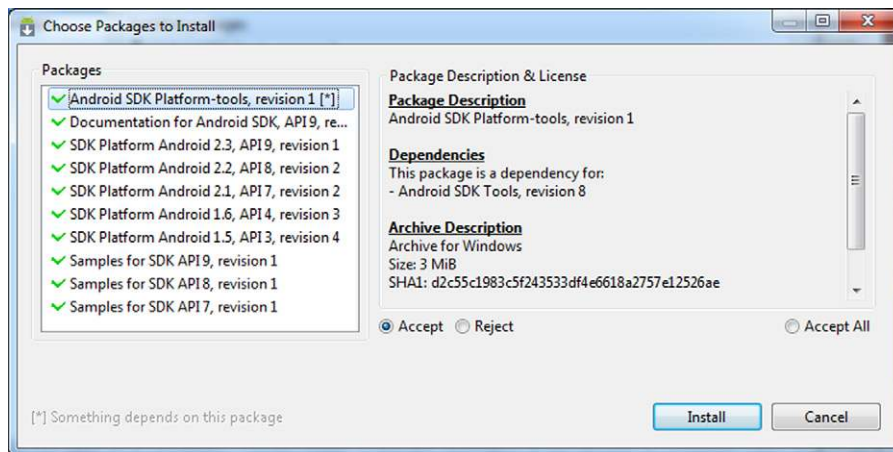 Choose Packages to Install
Packages
Android SDK Platform-tools, revision 1 [*]
Documentation for Android SDK, API 9, re...
SDK Platform Android 2.3, API 9, revision 1
SDK Platform Android 2.2, API 8, revision 2
SDK Platform Android 2.1, API 7, revision 2
SDK Platform Android 1.6, API 4, revision 3
SDK Platform Android 1.5, API 3, revision 4
Samples for SDK API 9, revision 1
Samples for SDK API 8, revision 1
Samples for SDK API 7, revision 1
Package Description & License
Package Description
Android SDK Platform-tools, revision 1
Dependencies
This package is a dependency for:
- Android SDK Tools, revision 8
Archive Description
Archive for Windows
Size: 3 MiB
SHA1: d2c55c1983c5f243533df4e6618a2757e12526ae
Accept Reject Accept All
[*] Something depends on this package
Install Cancel